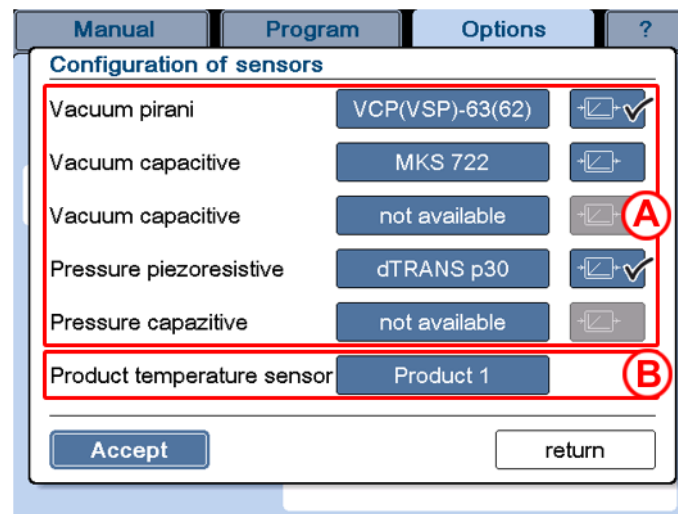 Manual Program Options ?
Configuration of sensors
Vacuum pirani VCP(VSP)-63(62)
Vacuum capacitive MKS 722
Vacuum capacitive not available
A
Pressure piezoresistive dTRANS p30
Pressure capazitive not available
Product temperature sensor Product 1 B
Accept return